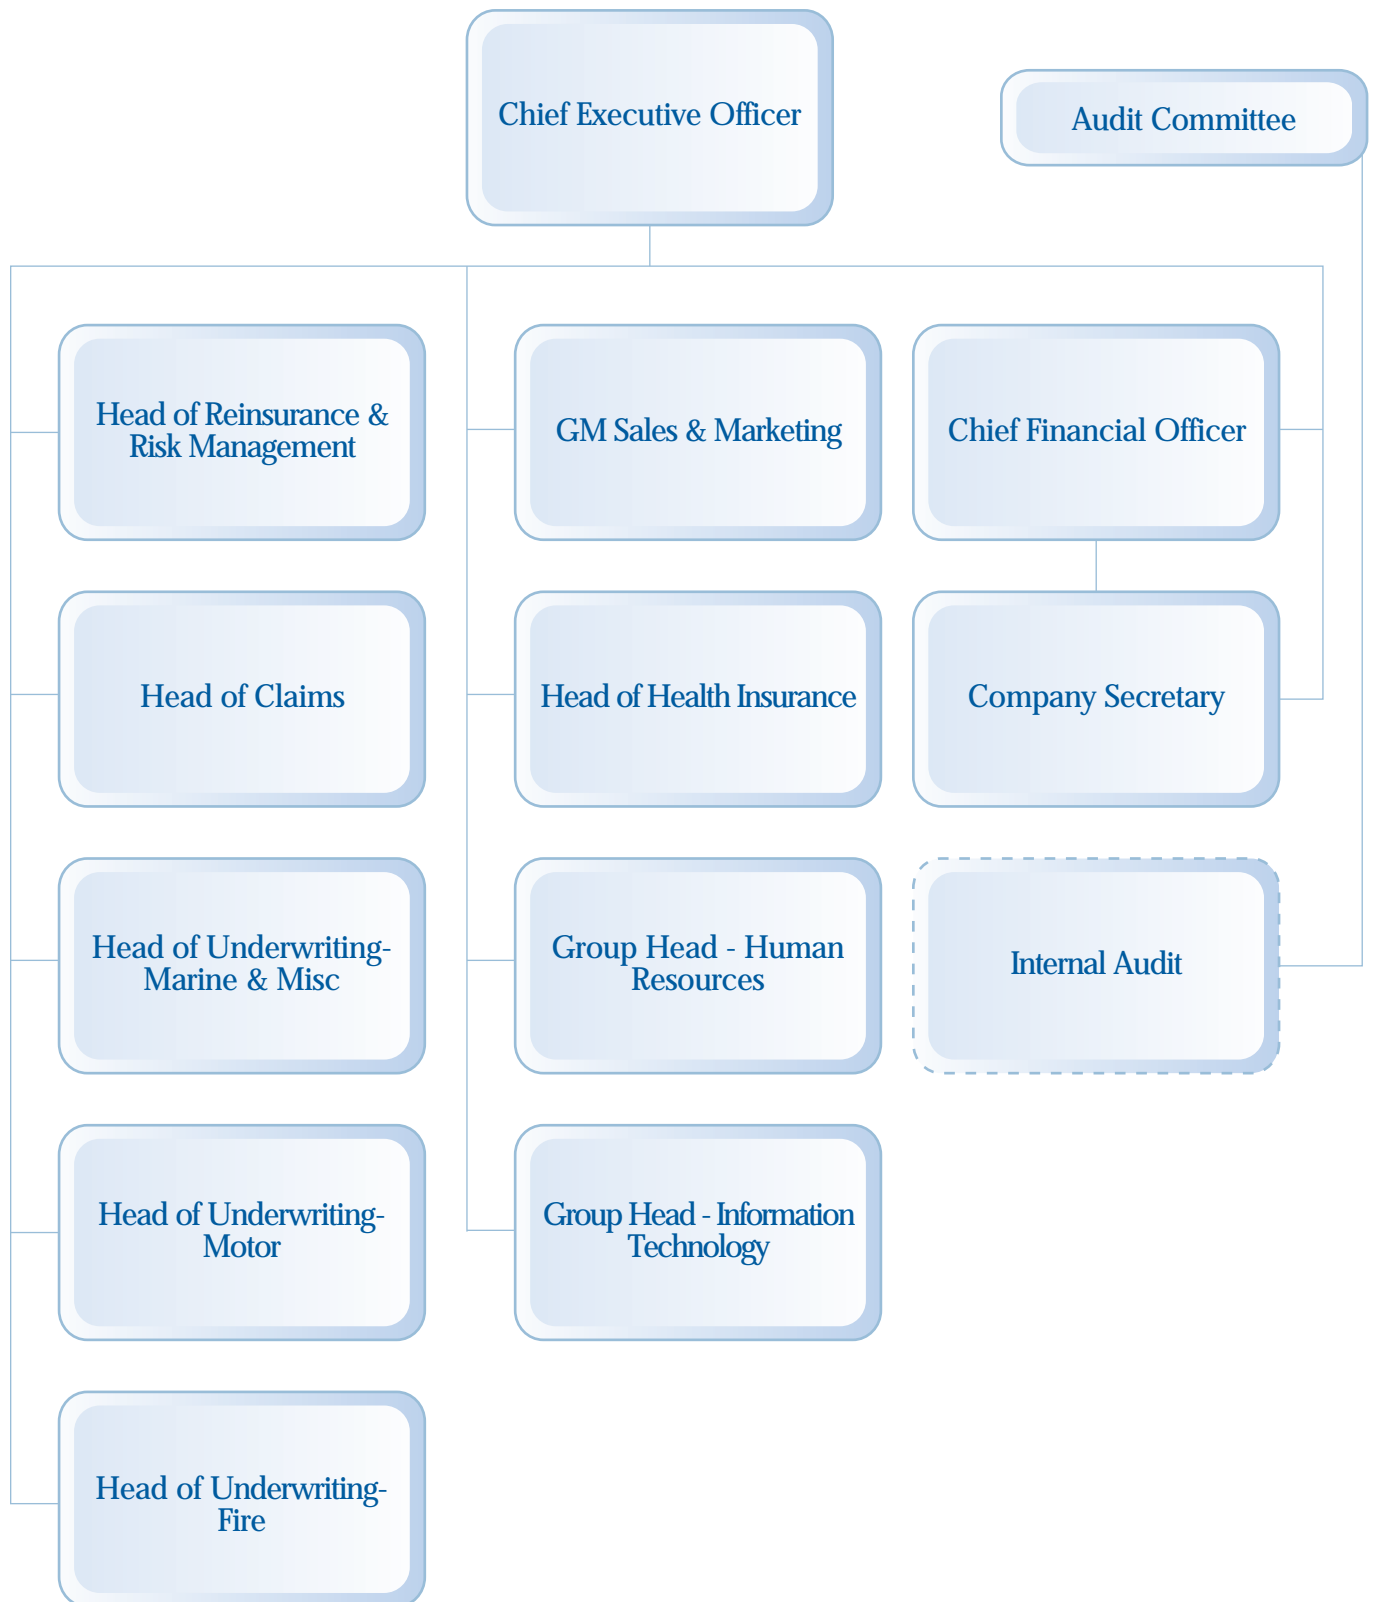 Chief Executive Officer
Audit Committee
Head of Reinsurance &
Risk Management
GM Sales & Marketing
Chief Financial Officer
Head of Claims
Head of Health Insurance
Company Secretary
Head of Underwriting-
Marine & Misc
Group Head - Human
Resources
Internal Audit
Head of Underwriting-
Motor
Group Head - Information
Technology
Head of Underwriting-
Fire